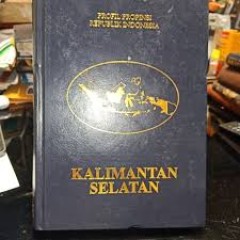 PROFIL PROPINSI
REPUBLIK INDONESIA
KALIMANTAN
SELATAN